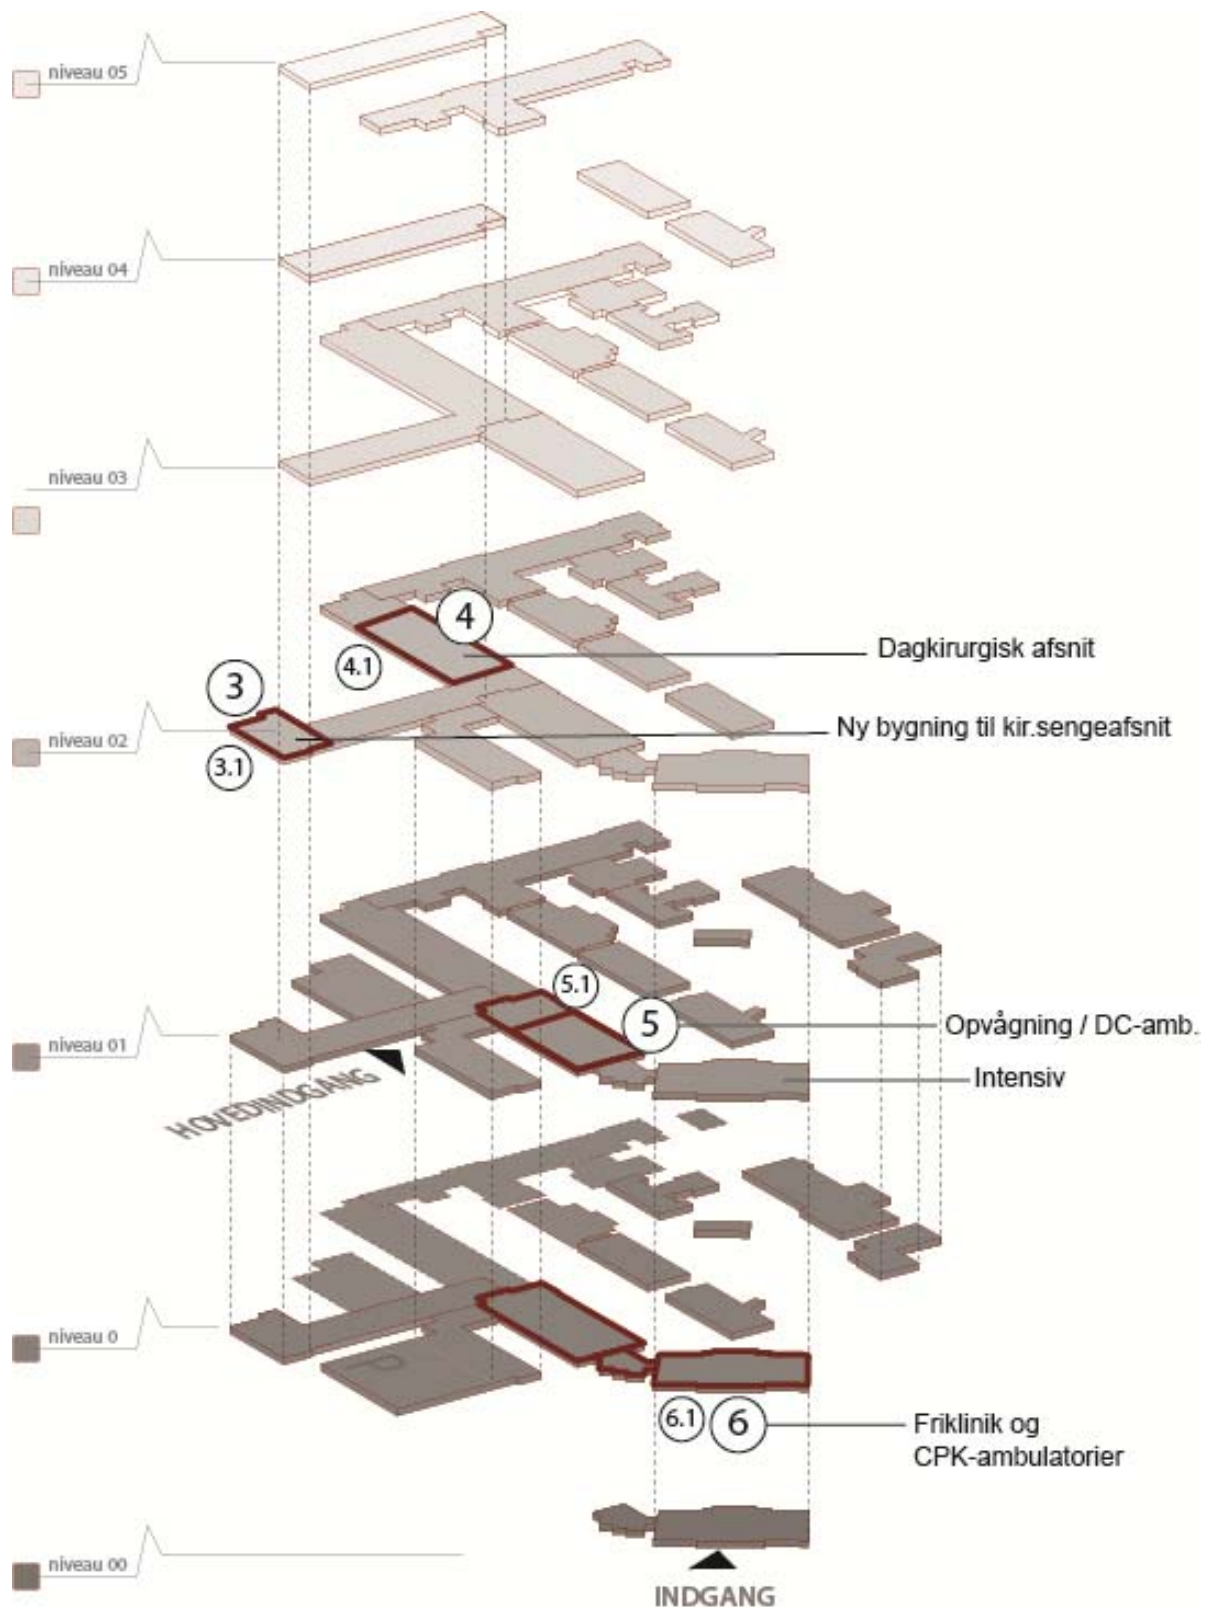 niveau 05
niveau 04
niveau 03
4
4.1
Dagkirurgisk afsnit
3
Ny bygning til kir.sengeafsnit
3.1
niveau 02
5.1
5
Opvågning / DC-amb.
niveau 01
Intensiv
HOVEDINDGANG
niveau 0
P
6.1
6
Friklinik og
CPK-ambulatorier
niveau 00
INDGANG